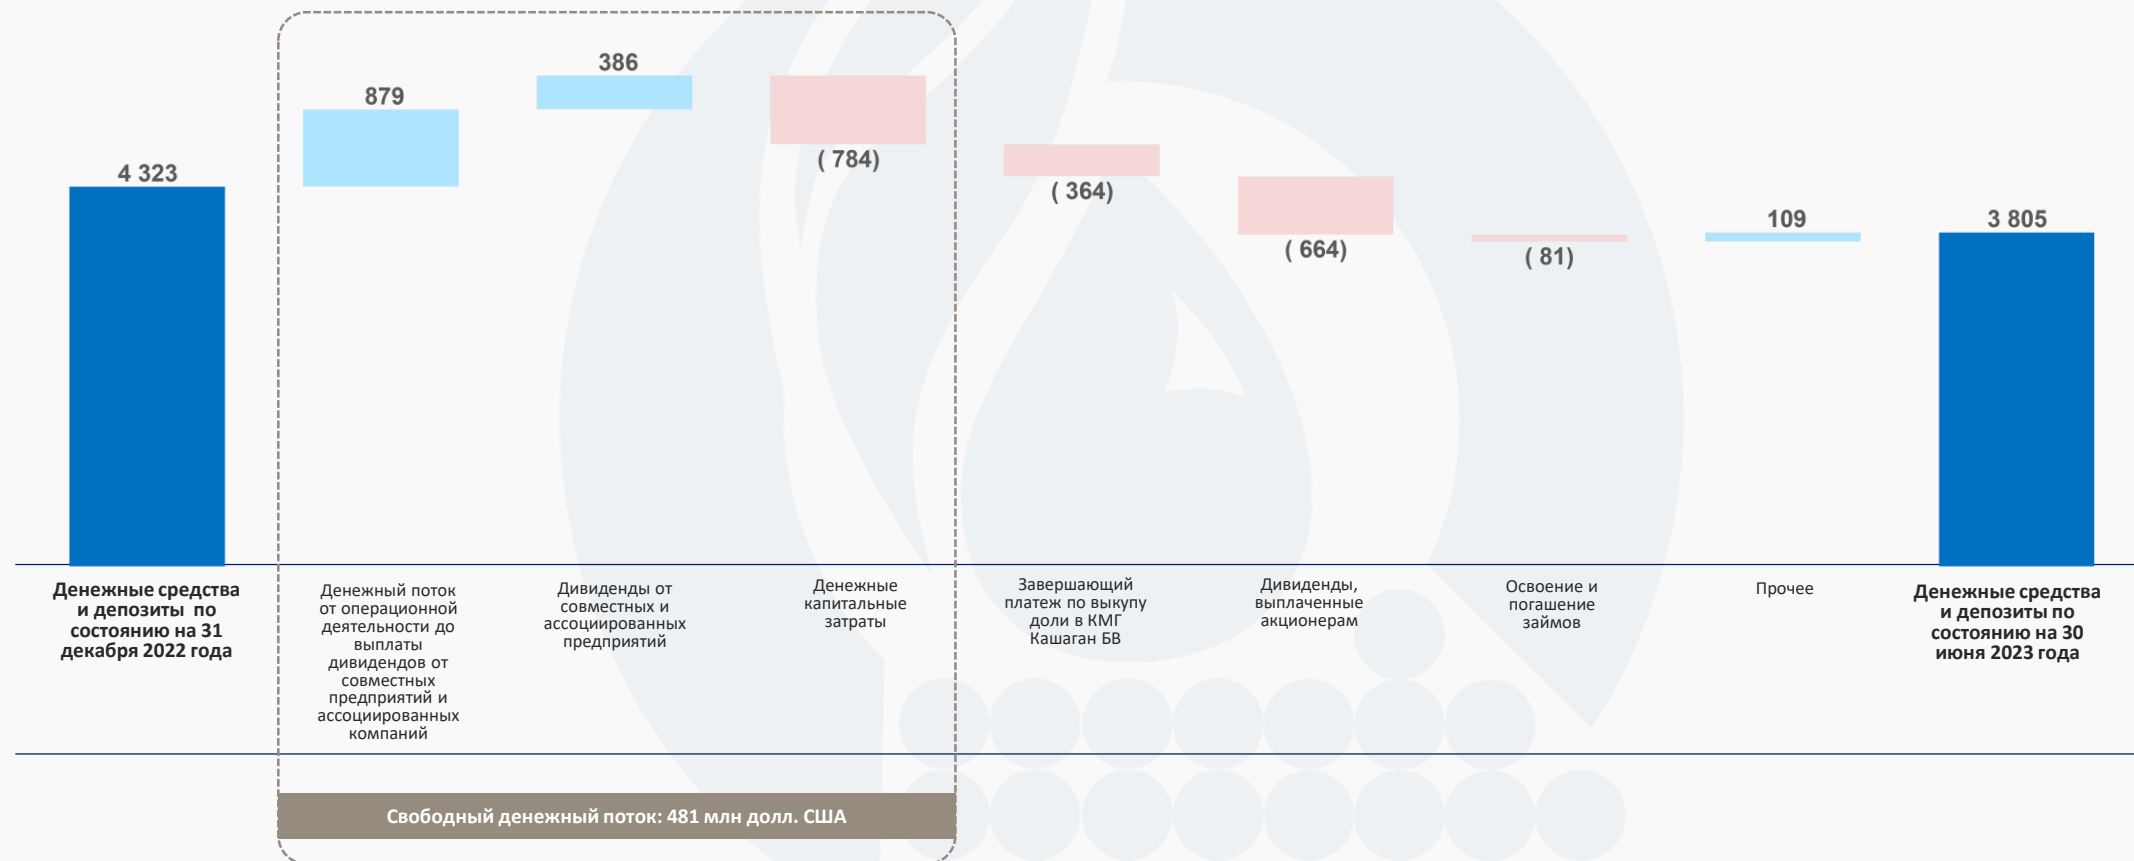 4 323
879
386
( 784)
( 364)
( 664)
( 81)
109
3 805
Денежные средства
и депозиты по
состоянию на 31
декабря 2022 года
Денежный поток
от операционной
деятельности до
выплаты
дивидендов от
совместных
предприятий и
ассоциированных
компаний
Дивиденды от
совместных и
ассоциированных
предприятий
Денежные
капитальные
затраты
Завершающий
платеж по выкупу
доли в КМГ
Кашаган БВ
Дивиденды,
выплаченные
акционерам
Освоение и
погашение
займов
Прочее
Денежные средства
и депозиты по
состоянию на 30
июня 2023 года
Свободный денежный поток: 481 млн долл. США